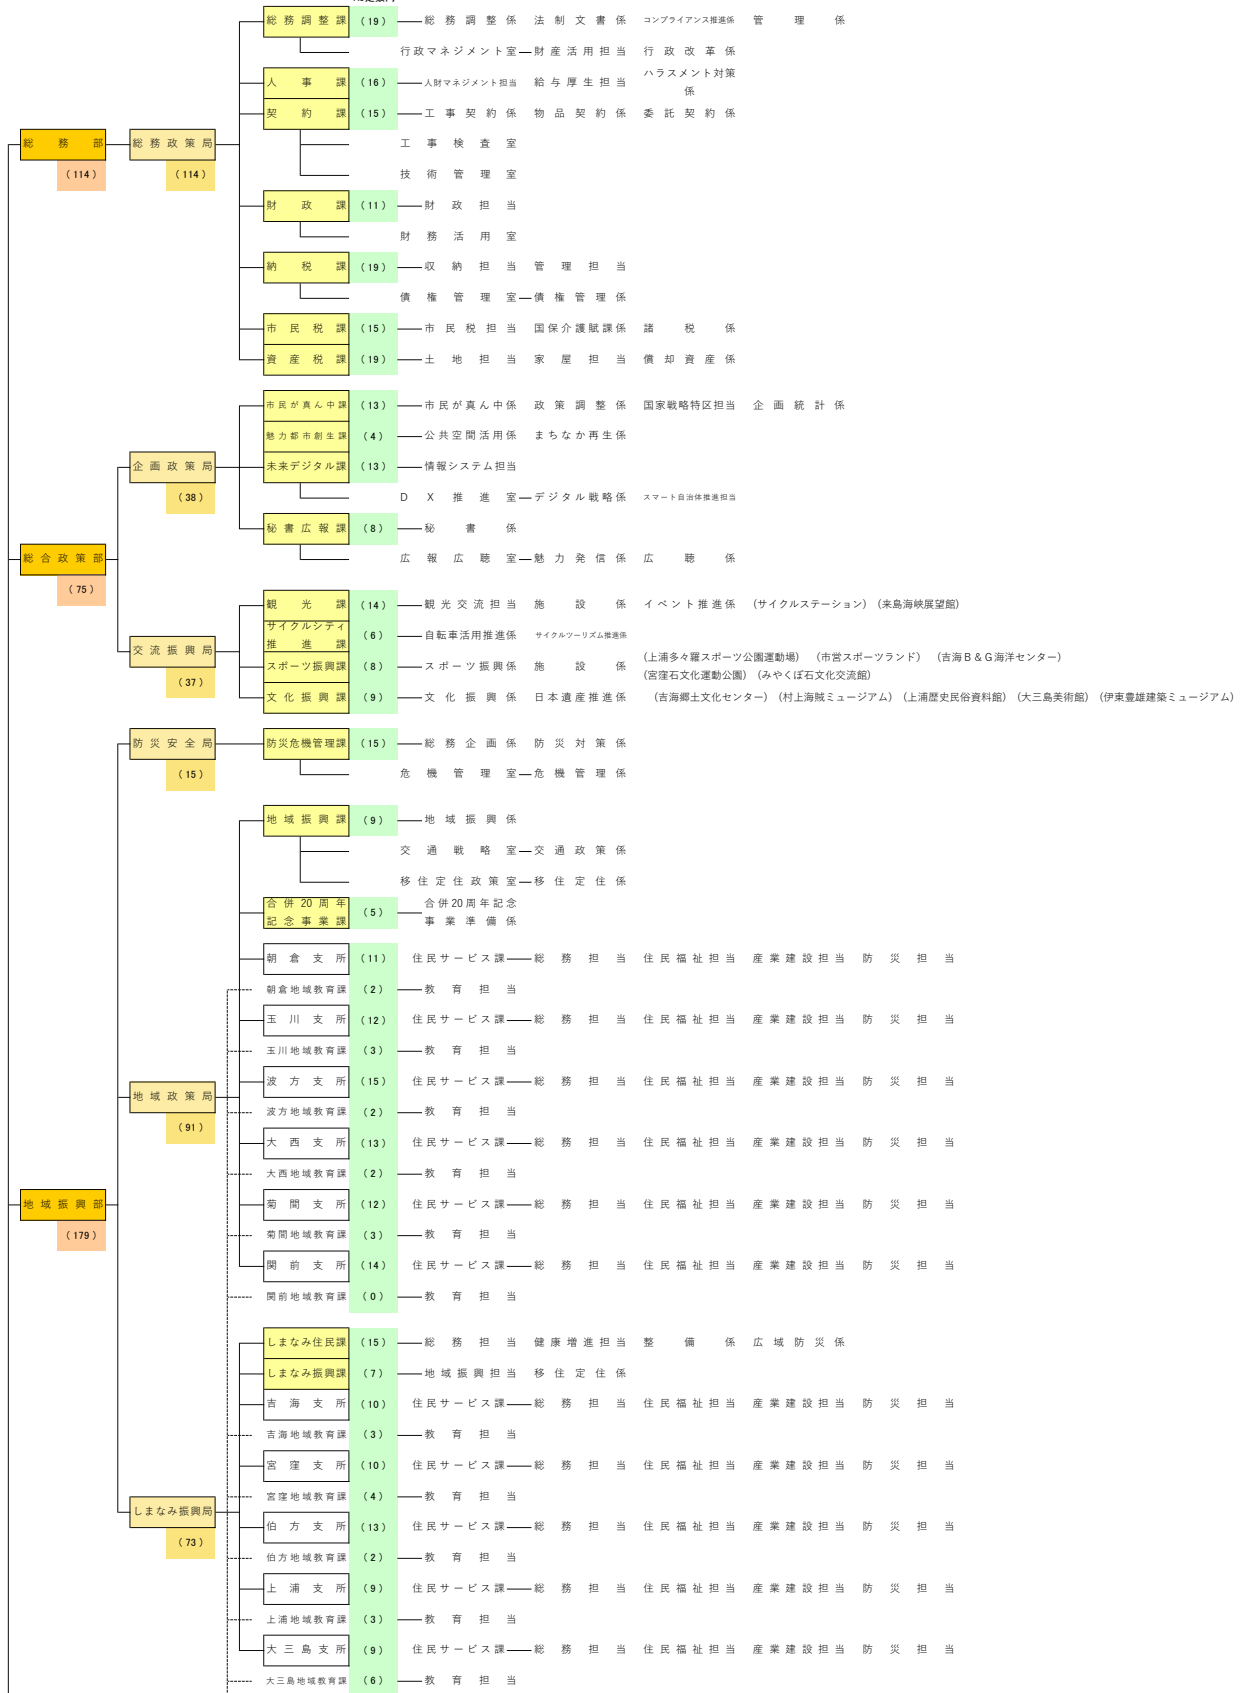 総務調整課 (19) 総務調整係 法制文書係 コンプライアンス推進係 管理係
行政マネジメント室 財産活用担当 行政改革係
人事課 (16) 人財マネジメント担当 給与厚生担当 ハラスメント対策係
契約課 (15) 工事契約係 物品契約係 委託契約係
総務部 総務政策局 工事検査室
(114) (114) 技術管理室
財政課 (11) 財政担当
財務活用室
納税課 (19) 収納担当 管理担当
債権管理室 債権管理係
市民税課 (15) 市民税担当 国保介護賦課係 諸税係
資産税課 (19) 土地担当 家屋担当 償却資産係
市民が真ん中課 (13) 市民が真ん中係 政策調整係 国家戦略特区担当 企画統計係
魅力都市創生課 (4) 公共空間活用係 まちなか再生係
企画政策局 未来デジタル課 (13) 情報システム担当
(38) DX推進室 デジタル戦略係 スマート自治体推進担当
秘書広報課 (8) 秘書係
総合政策部 広報広聴室 魅力発信係 広聴係
(75)
観光課 (14) 観光交流担当 施設係 イベント推進係 (サイクルステーション) (来島海峡展望館)
サイクルシティ推進課 (6) 自転車活用推進係 サイクルツーリズム推進係
交流振興局
(上浦多々羅スポーツ公園運動場) (市営スポーツランド) (吉海B&G海洋センター)
スポーツ振興課 (8) スポーツ振興係 施設係
(37) (宮窪石文化運動公園) (みやくぼ石文化交流館)
文化振興課 (9) 文化振興係 日本遺産推進係 (吉海郷土文化センター) (村上海賊ミュージアム) (上浦歴史民俗資料館) (大三島美術館) (伊東豊雄建築ミュージアム)
防災安全局 防災危機管理課 (15) 総務企画係 防災対策係
(15) 危機管理室 危機管理係
地域振興課 (9) 地域振興係
交通戦略室 交通政策係
移住定住政策室 移住定住係
合併20周年記念事業課 (5) 合併20周年記念事業準備係
朝倉支所 (11) 住民サービス課 総務担当 住民福祉担当 産業建設担当 防災担当
朝倉地域教育課 (2) 教育担当
玉川支所 (12) 住民サービス課 総務担当 住民福祉担当 産業建設担当 防災担当
玉川地域教育課 (3) 教育担当
波方支所 (15) 住民サービス課 総務担当 住民福祉担当 産業建設担当 防災担当
地域政策局
波方地域教育課 (2) 教育担当
(91)
大西支所 (13) 住民サービス課 総務担当 住民福祉担当 産業建設担当 防災担当
大西地域教育課 (2) 教育担当
地域振興部 菊間支所 (12) 住民サービス課 総務担当 住民福祉担当 産業建設担当 防災担当
(179) 菊間地域教育課 (3) 教育担当
関前支所 (14) 住民サービス課 総務担当 住民福祉担当 産業建設担当 防災担当
関前地域教育課 (0) 教育担当
しまなみ住民課 (15) 総務担当 健康増進担当 整備係 広域防災係
しまなみ振興課 (7) 地域振興担当 移住定住係
吉海支所 (10) 住民サービス課 総務担当 住民福祉担当 産業建設担当 防災担当
吉海地域教育課 (3) 教育担当
宮窪支所 (10) 住民サービス課 総務担当 住民福祉担当 産業建設担当 防災担当
宮窪地域教育課 (4) 教育担当
しまなみ振興局
伯方支所 (13) 住民サービス課 総務担当 住民福祉担当 産業建設担当 防災担当
(73)
伯方地域教育課 (2) 教育担当
上浦支所 (9) 住民サービス課 総務担当 住民福祉担当 産業建設担当 防災担当
上浦地域教育課 (3) 教育担当
大三島支所 (9) 住民サービス課 総務担当 住民福祉担当 産業建設担当 防災担当
大三島地域教育課 (6) 教育担当